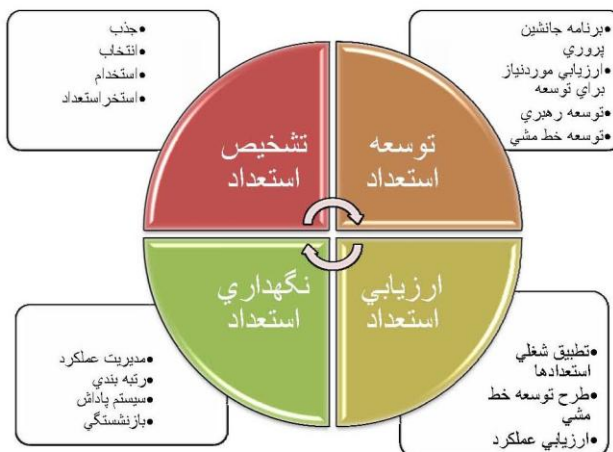 •برنامه جانشين
پروري
•ارزيابي موردنياز
براي توسعه
•توسعه رهبري
•توسعه خط مشي
•جذب
•انتخاب
•استخدام
•استخر استعداد
توسعه
استعداد
تشخيص
استعداد
ارزيابي
استعداد
نگهداري
استعداد
•تطبيق شغلي
استعدادها
•طرح توسعه خط
مشي
•ارزيابي عملكرد
•مديريت عملكرد
•رتبه بندي
•سيستم پاداش
•بازنشستگي